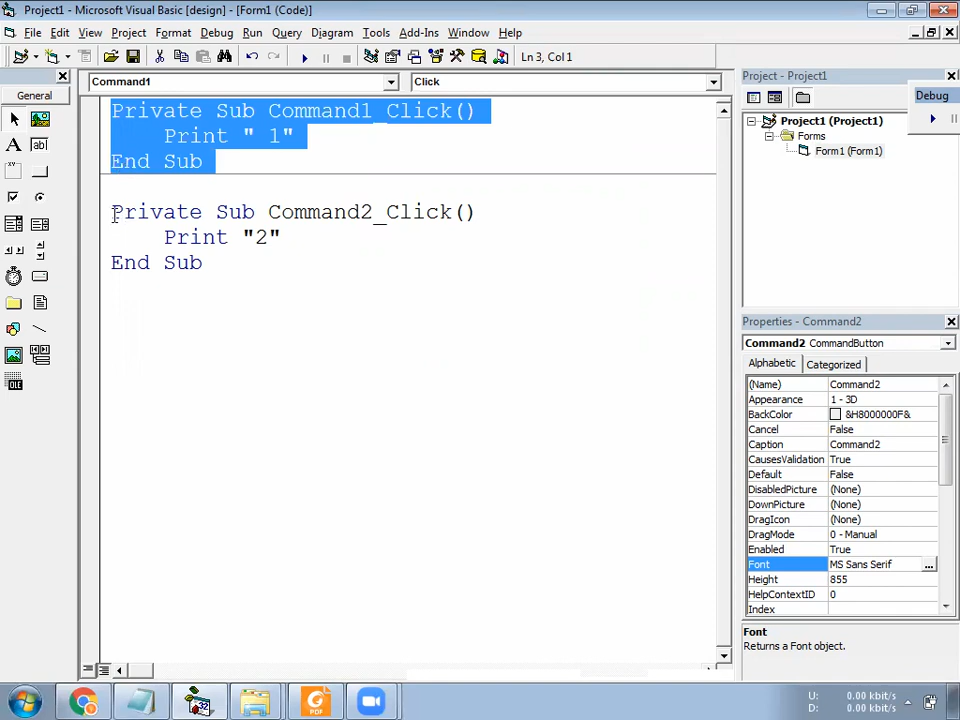 Project1 - Microsoft Visual Basic [design] - [Form1 (Code)]
File Edit View Project Format Debug Run Query Diagram Tools Add-Ins Window Help
Ln 3, Col 1
General
Command1
Click
Private Sub Command1_Click()
Print " 1"
End Sub
Private Sub Command2_Click()
Print "2"
End Sub
Project - Project1
Debug
Project1 (Project1)
Forms
Form1 (Form1)
Properties - Command2
Command2 CommandButton
Alphabetic Categorized
(Name) Command2
Appearance 1 - 3D
BackColor &H8000000F&
Cancel False
Caption Command2
CausesValidation True
Default False
DisabledPicture (None)
DownPicture (None)
DragIcon (None)
DragMode 0 - Manual
Enabled True
Font MS Sans Serif ...
Height 855
HelpContextID 0
Index
Font
Returns a Font object.
U: 0.00 kbit/s
D: 0.00 kbit/s
32
PDF
OLE
ab
A
xy